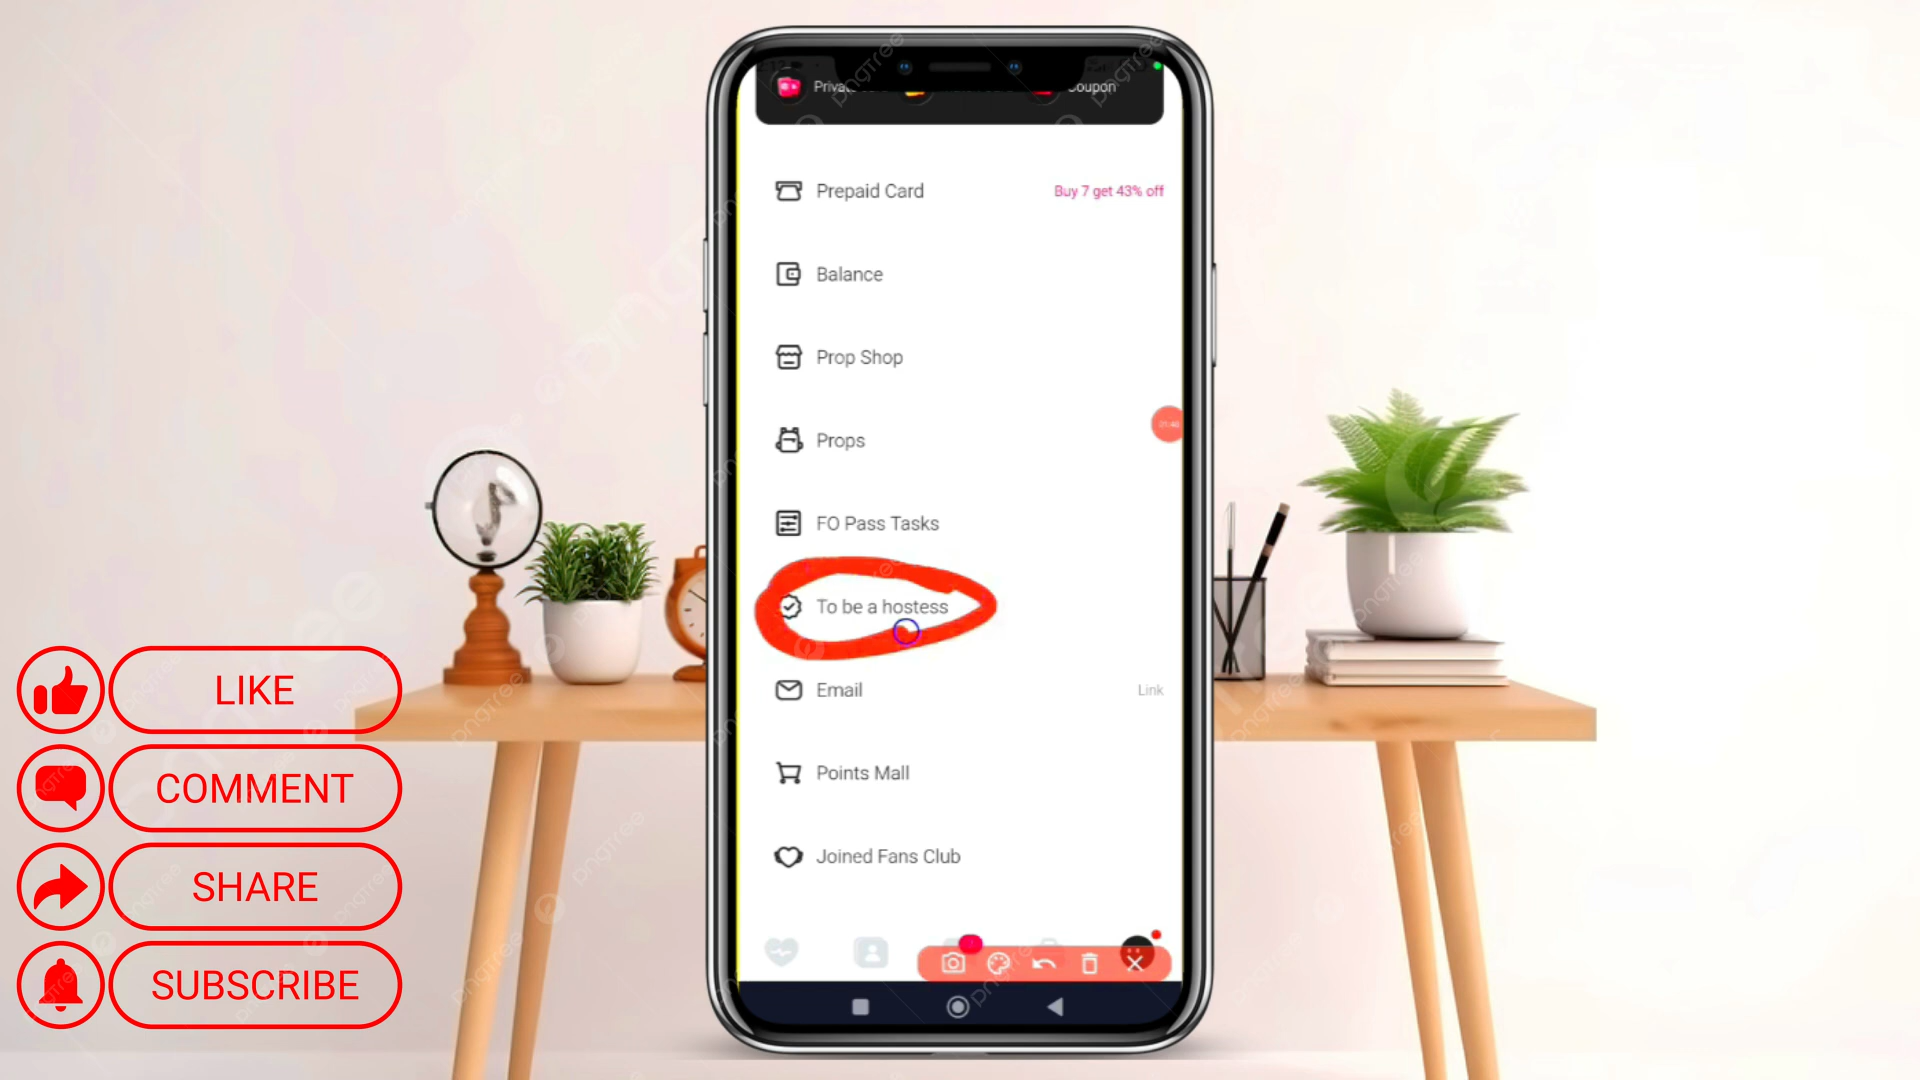 Coupon
Prepaid Card
Buy 7 get 43% off
Balance
Prop Shop
Props
FO Pass Tasks
To be a hostess
Email
Link
Points Mall
Joined Fans Club
LIKE
COMMENT
SHARE
SUBSCRIBE